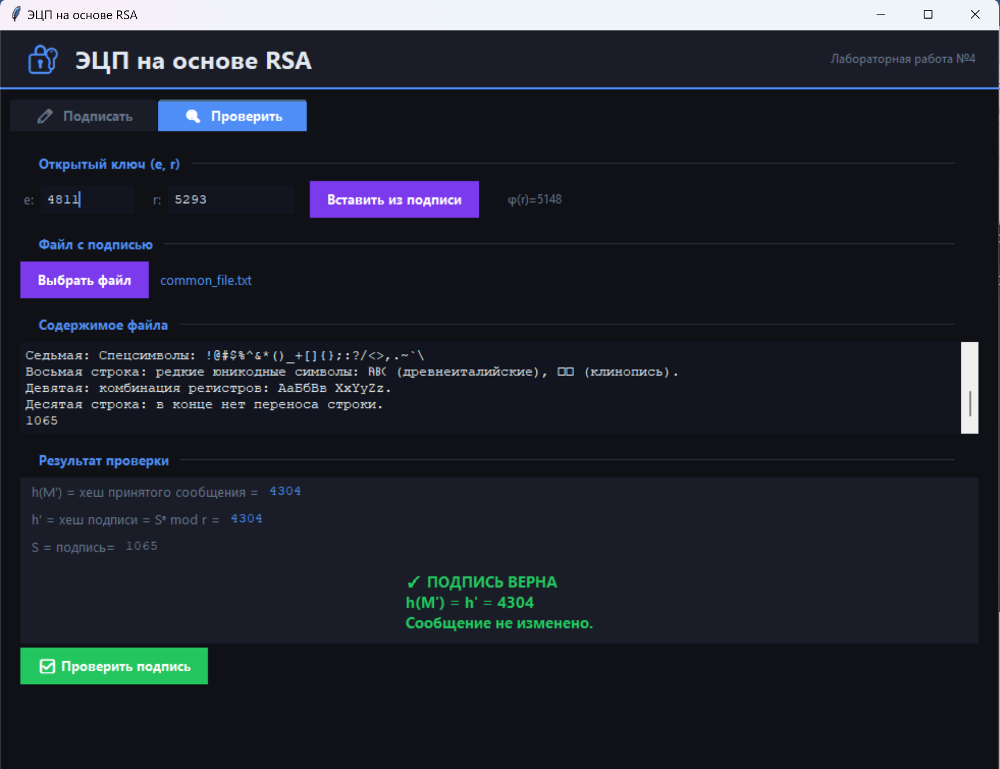 ЭЦП на основе RSA
ЭЦП на основе RSA
Лабораторная работа №4
Подписать
Проверить
Открытый ключ (e, r)
e: 4811 r: 5293 Вставить из подписи φ(r)=5148
Файл с подписью
Выбрать файл common_file.txt
Содержимое файла
Седьмая: Спецсимволы: !@#$%^&*()_+[]{};:?/<>,.~`\
Восьмая строка: редкие юникодные символы: 𐌀𐌁𐌂 (древнеиталийские), □□ (клинопись).
Девятая: комбинация регистров: АаБбВв XxYyZz.
Десятая строка: в конце нет переноса строки.
1065
Результат проверки
h(M') = хеш принятого сообщения = 4304
h' = хеш подписи = Sᵉ mod r = 4304
S = подпись= 1065
✓ ПОДПИСЬ ВЕРНА
h(M') = h' = 4304
Сообщение не изменено.
Проверить подпись